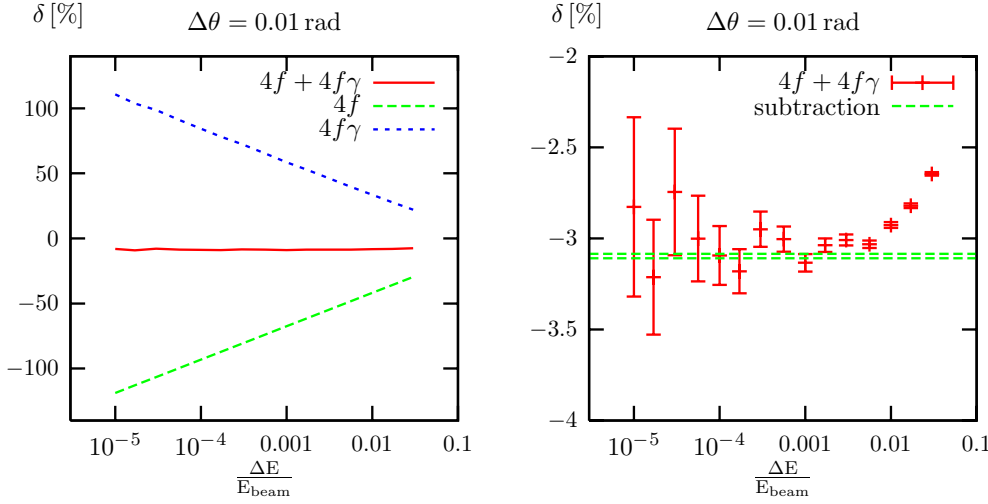 δ [%]
Δθ = 0.01 rad
4f + 4fγ
4f
4fγ
100
50
0
−50
−100
10⁻⁵
10⁻⁴
0.001
0.01
0.1
ΔE
E_beam
δ [%]
Δθ = 0.01 rad
4f + 4fγ
subtraction
−2
−2.5
−3
−3.5
−4
10⁻⁵
10⁻⁴
0.001
0.01
0.1
ΔE
E_beam